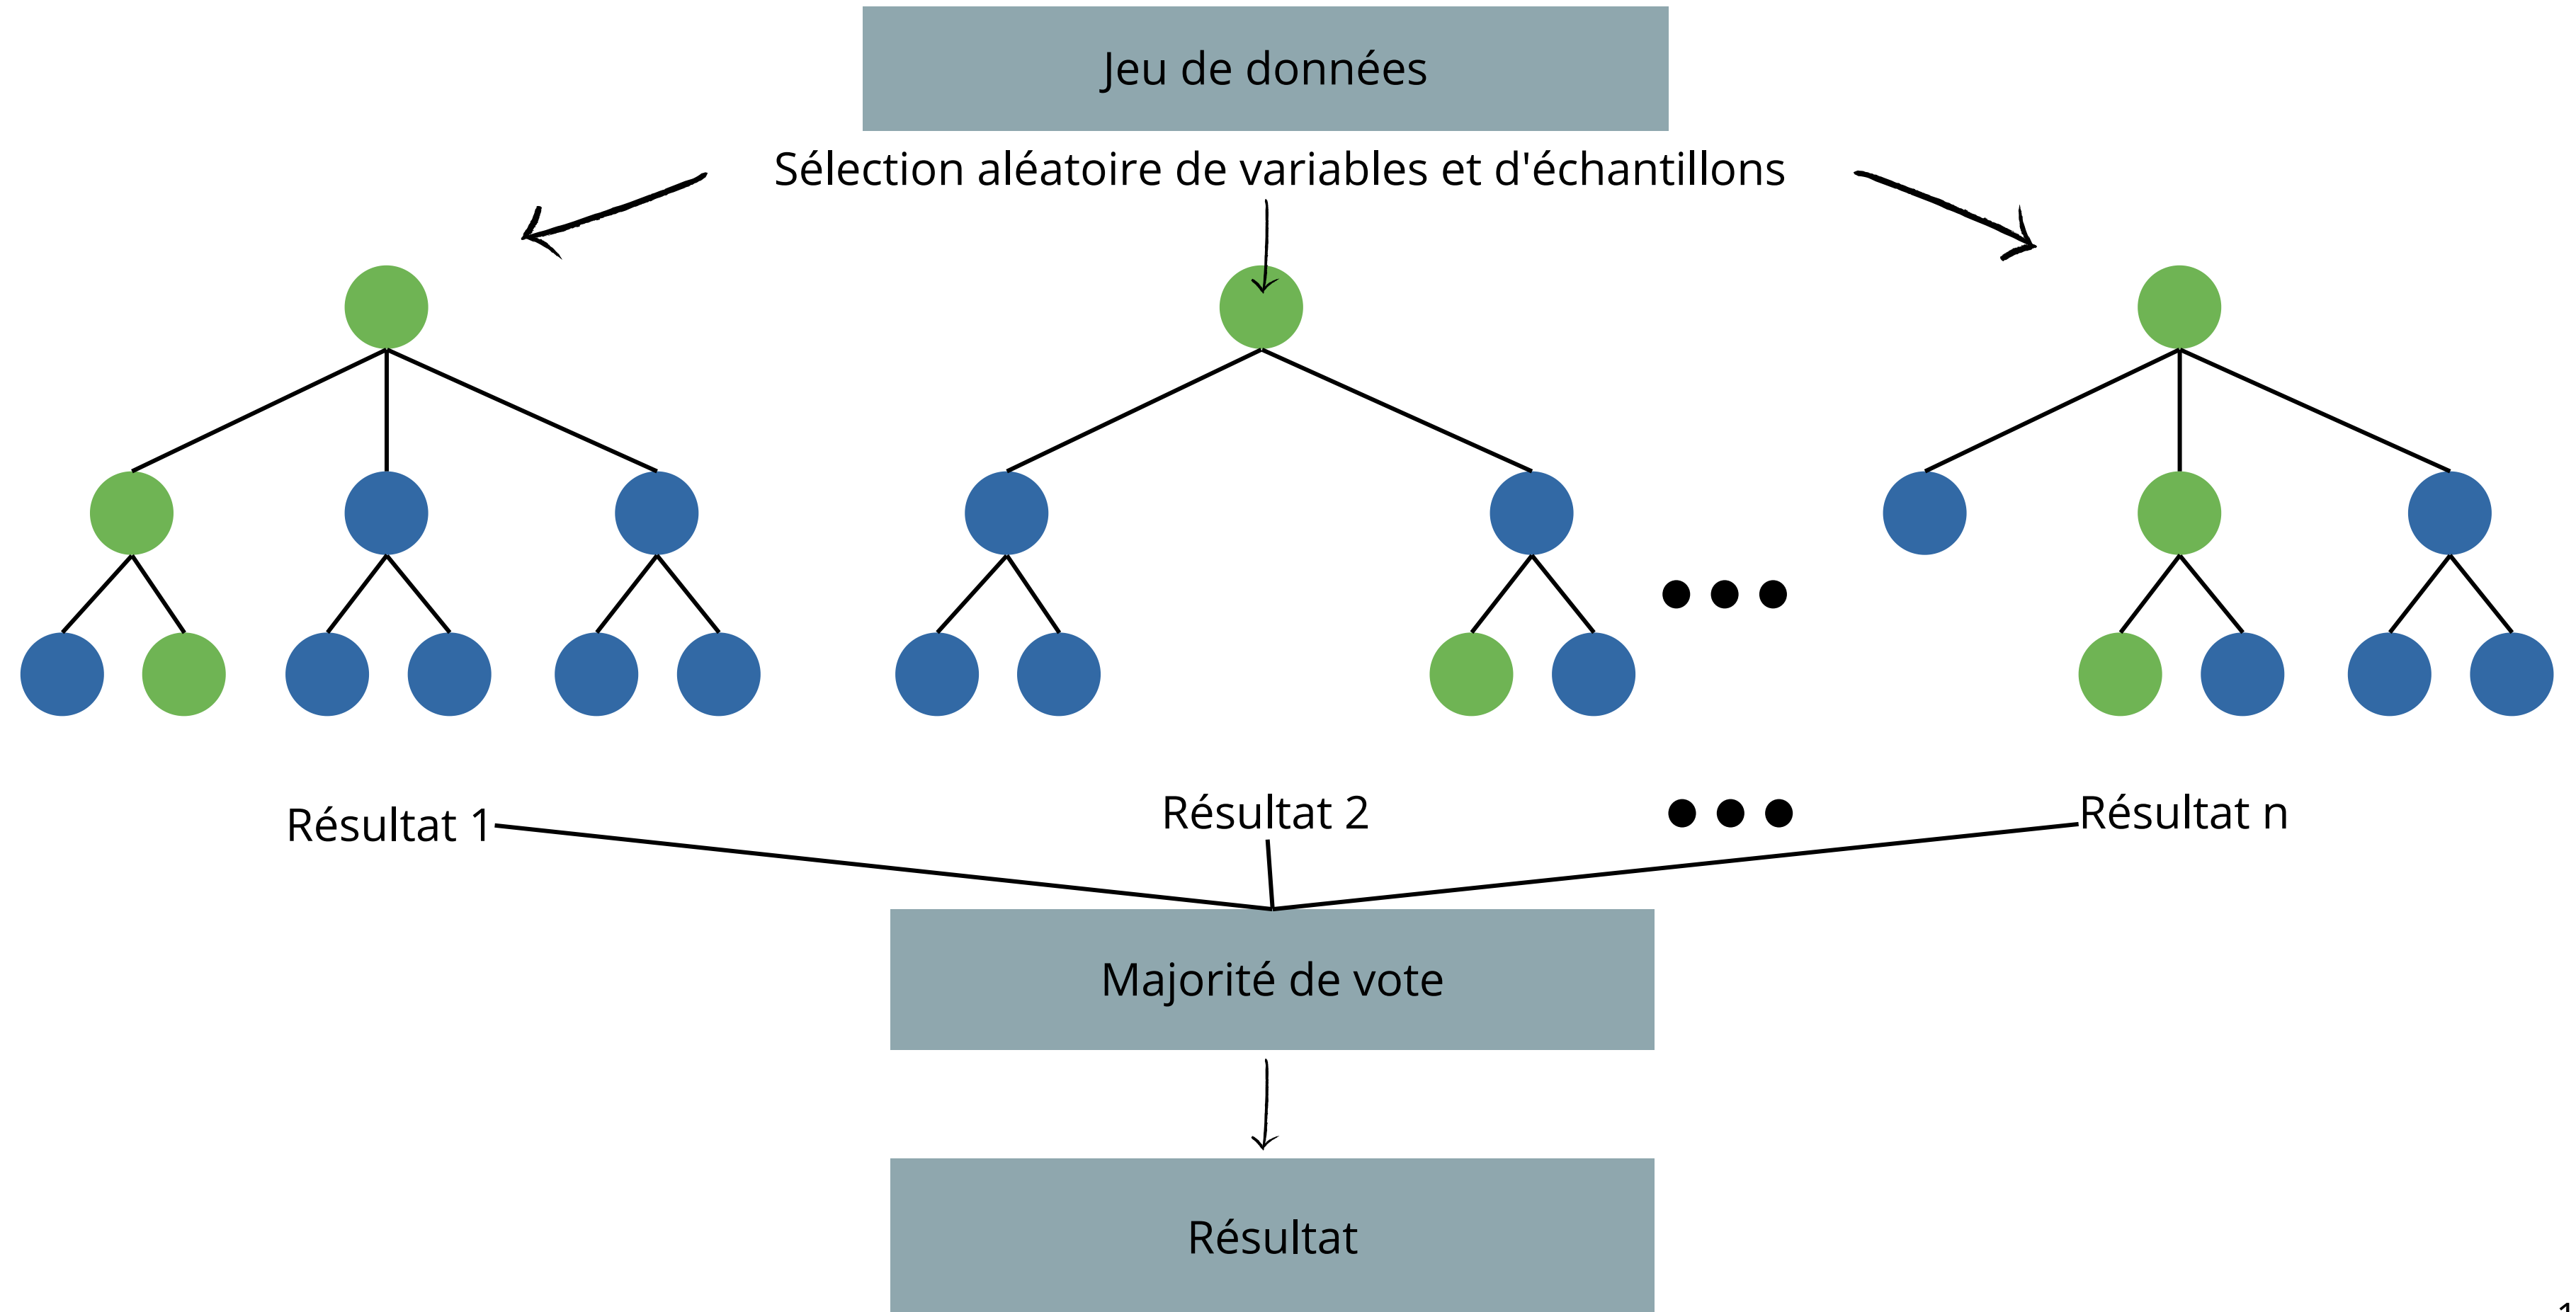 Jeu de données
Sélection aléatoire de variables et d'échantillons
Résultat 1
Résultat 2
Résultat n
Majorité de vote
Résultat